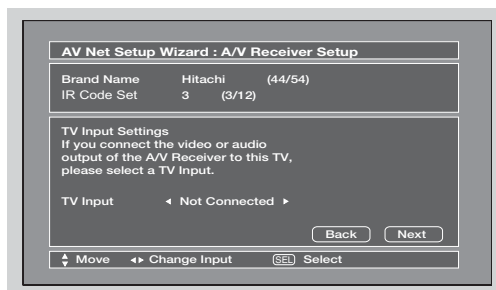 AV Net Setup Wizard : A/V Receiver Setup
Brand Name Hitachi (44/54)
IR Code Set 3 (3/12)
TV Input Settings
If you connect the video or audio
output of the A/V Receiver to this TV,
please select a TV Input.
TV Input ◀ Not Connected ▶
Back Next
▲▼ Move ◀▶ Change Input SEL Select